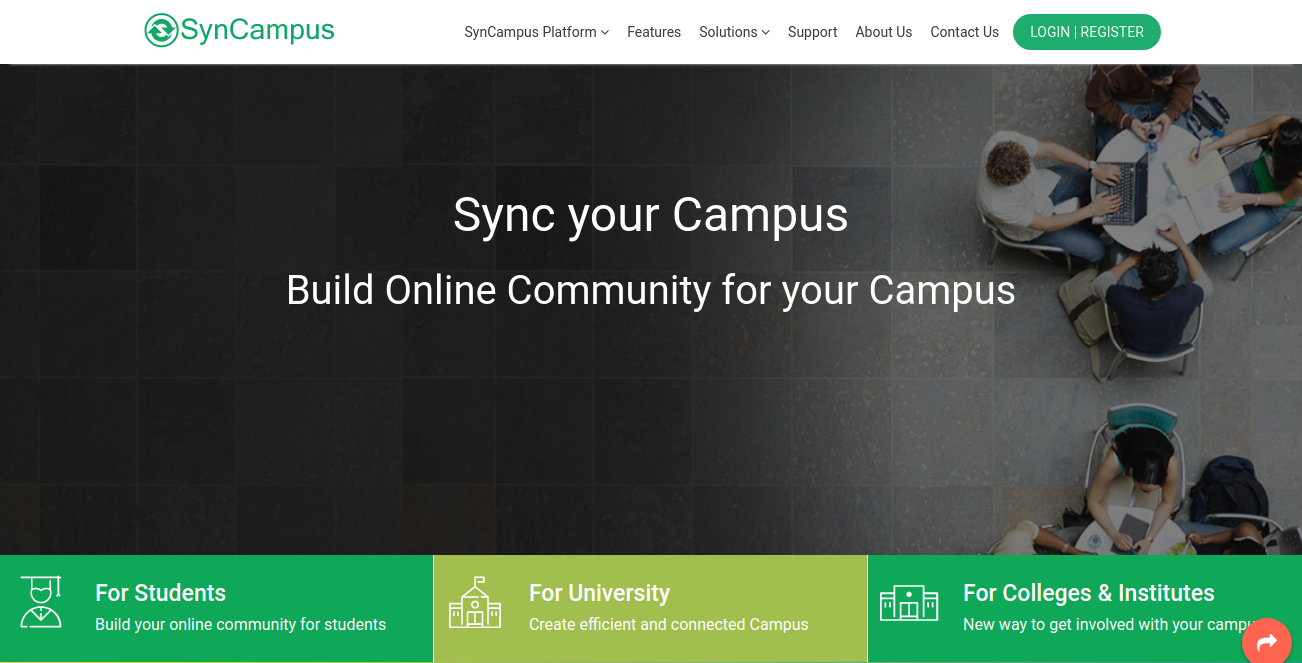 SynCampus
SynCampus Platform
Features
Solutions
Support
About Us
Contact Us
LOGIN | REGISTER
Sync your Campus
Build Online Community for your Campus
For Students
Build your online community for students
For University
Create efficient and connected Campus
For Colleges & Institutes
New way to get involved with your